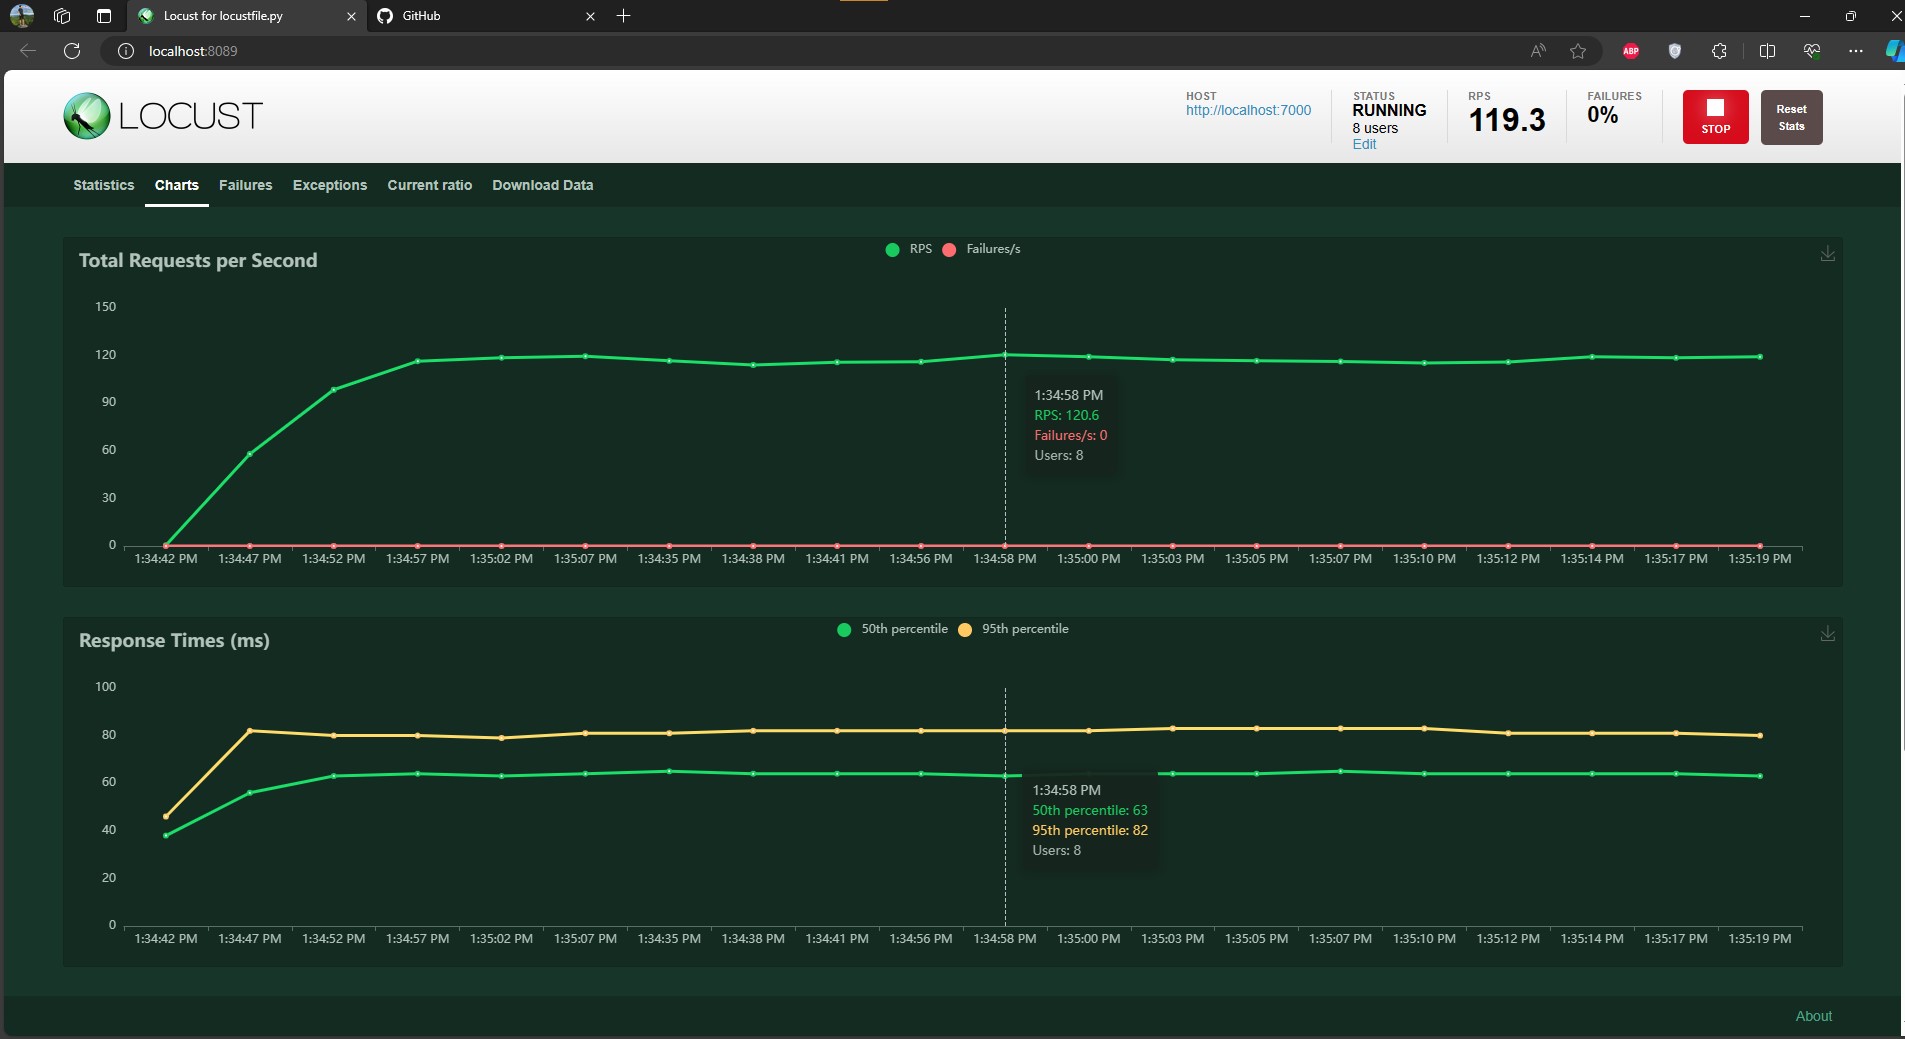 Locust for locustfile.py
GitHub
localhost:8089
ABP
LOCUST
HOST
http://localhost:7000
STATUS
RUNNING
8 users
Edit
RPS
119.3
FAILURES
0%
STOP
Reset
Stats
Statistics Charts Failures Exceptions Current ratio Download Data
Total Requests per Second
RPS Failures/s
150
120
90
60
30
0
1:34:58 PM
RPS: 120.6
Failures/s: 0
Users: 8
1:34:42 PM 1:34:47 PM 1:34:52 PM 1:34:57 PM 1:35:02 PM 1:35:07 PM 1:34:35 PM 1:34:38 PM 1:34:41 PM 1:34:56 PM 1:34:58 PM 1:35:00 PM 1:35:03 PM 1:35:05 PM 1:35:07 PM 1:35:10 PM 1:35:12 PM 1:35:14 PM 1:35:17 PM 1:35:19 PM
Response Times (ms)
50th percentile 95th percentile
100
80
60
40
20
0
1:34:58 PM
50th percentile: 63
95th percentile: 82
Users: 8
1:34:42 PM 1:34:47 PM 1:34:52 PM 1:34:57 PM 1:35:02 PM 1:35:07 PM 1:34:35 PM 1:34:38 PM 1:34:41 PM 1:34:56 PM 1:34:58 PM 1:35:00 PM 1:35:03 PM 1:35:05 PM 1:35:07 PM 1:35:10 PM 1:35:12 PM 1:35:14 PM 1:35:17 PM 1:35:19 PM
About